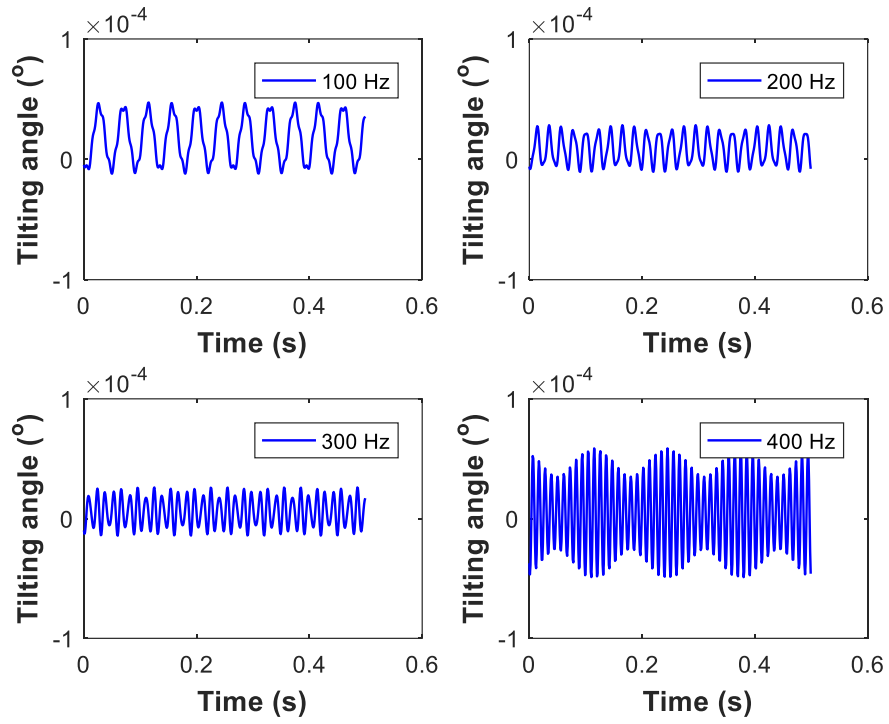 ×10⁻⁴
1
0
-1
Tilting angle (º)
100 Hz
0 0.2 0.4 0.6
Time (s)
×10⁻⁴
1
0
-1
Tilting angle (º)
200 Hz
0 0.2 0.4 0.6
Time (s)
×10⁻⁴
1
0
-1
Tilting angle (º)
300 Hz
0 0.2 0.4 0.6
Time (s)
×10⁻⁴
1
0
-1
Tilting angle (º)
400 Hz
0 0.2 0.4 0.6
Time (s)